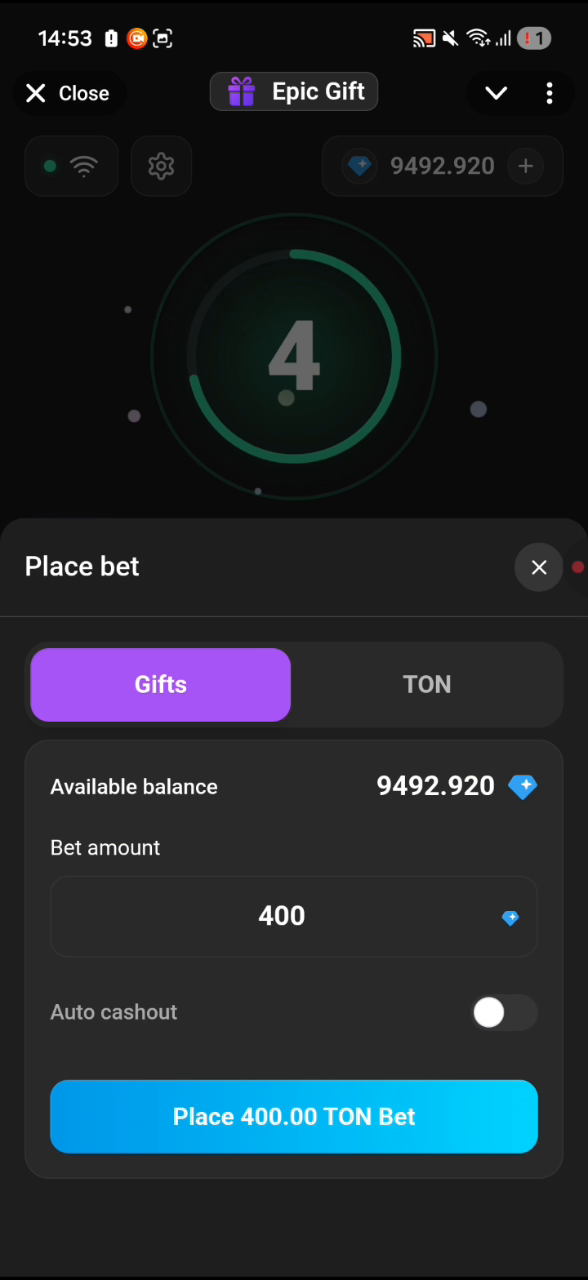 14:53
! 1
Close
Epic Gift
9492.920 +
4
Place bet
Gifts
TON
Available balance
9492.920
Bet amount
400
Auto cashout
Place 400.00 TON Bet